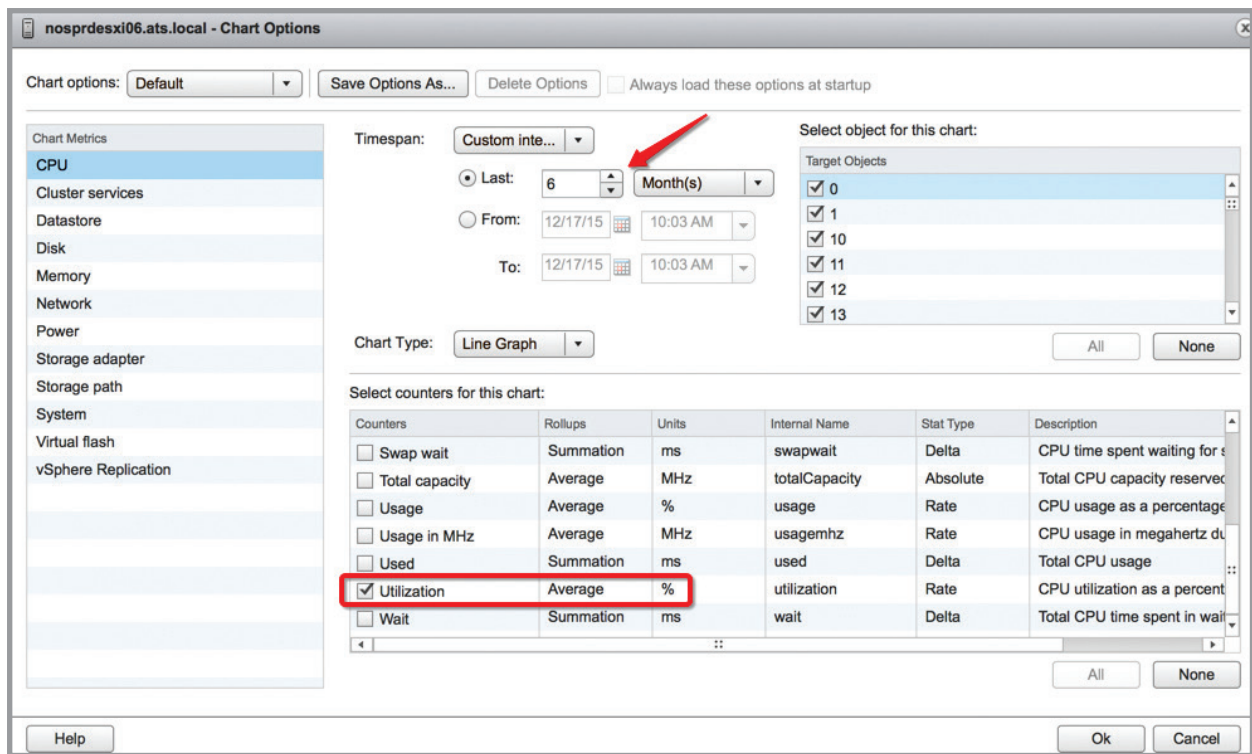 nosprdesxi06.ats.local - Chart Options
Chart options: Default Save Options As... Delete Options Always load these options at startup
Chart Metrics
CPU
Cluster services
Datastore
Disk
Memory
Network
Power
Storage adapter
Storage path
System
Virtual flash
vSphere Replication
Timespan: Custom inte...
Last: 6 Month(s)
From: 12/17/15 10:03 AM
To: 12/17/15 10:03 AM
Chart Type: Line Graph
Select object for this chart:
Target Objects
0
1
10
11
12
13
All None
Select counters for this chart:
Counters Rollups Units Internal Name Stat Type Description
Swap wait Summation ms swapwait Delta CPU time spent waiting for s
Total capacity Average MHz totalCapacity Absolute Total CPU capacity reserved
Usage Average % usage Rate CPU usage as a percentage
Usage in MHz Average MHz usagemhz Rate CPU usage in megahertz du
Used Summation ms used Delta Total CPU usage
Utilization Average % utilization Rate CPU utilization as a percent
Wait Summation ms wait Delta Total CPU time spent in wait
All None
Help Ok Cancel